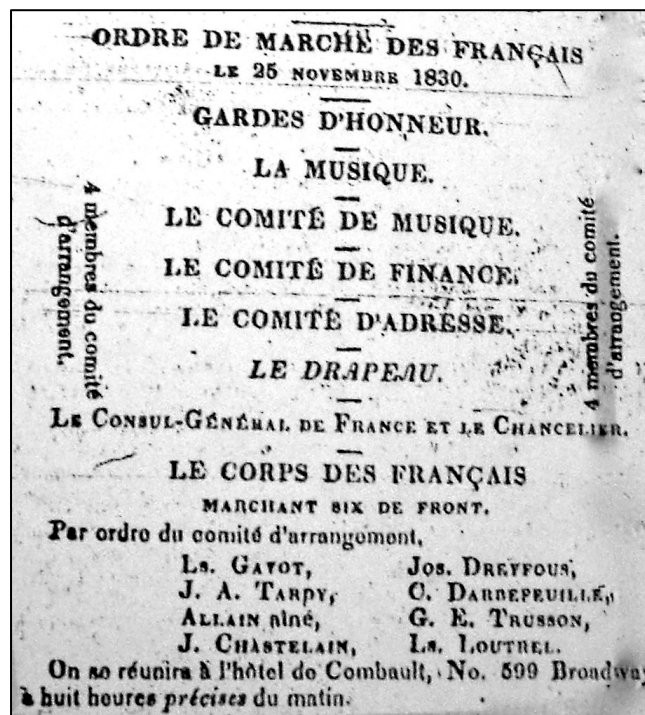 ORDRE DE MARCHE DES FRANÇAIS
LE 25 NOVEMBRE 1830.
GARDES D'HONNEUR.
LA MUSIQUE.
LE COMITÉ DE MUSIQUE.
LE COMITÉ DE FINANCE.
LE COMITÉ D'ADRESSE.
LE DRAPEAU.
4 membres du comité
d'arrangement.
4 membres du comité
d'arrangement.
LE CONSUL-GÉNÉRAL DE FRANCE ET LE CHANCELIER.
LE CORPS DES FRANÇAIS
MARCHANT SIX DE FRONT.
Par ordre du comité d'arrangement,
Ls. GAYOT, Jos. DREYFOUS,
J. A. TARDY, C. DARBEFEUILLE,
ALLAIN aîné, G. E. TRUSSON,
J. CHASTELAIN, Ls. LOUTREL.
On se réunira à l'hôtel de Combault, No. 599 Broadway
à huit heures précises du matin.